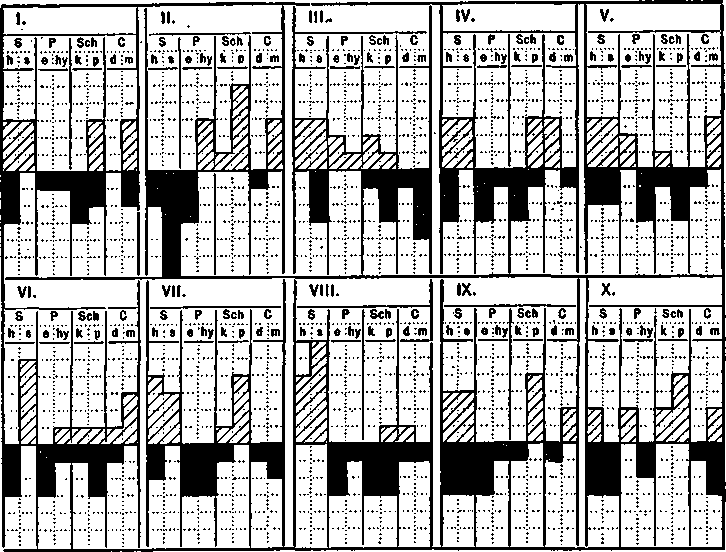 I. II. III. IV. V.
S P Sch C S P Sch C S P Sch C S P Sch C S P Sch C
h s e hy k p d m h s e hy k p d m h s e hy k p d m h s e hy k p d m h s e hy k p d m
VI. VII. VIII. IX. X.
S P Sch C S P Sch C S P Sch C S P Sch C S P Sch C
h s e hy k p d m h s e hy k p d m h s e hy k p d m h s e hy k p d m h s e hy k p d m